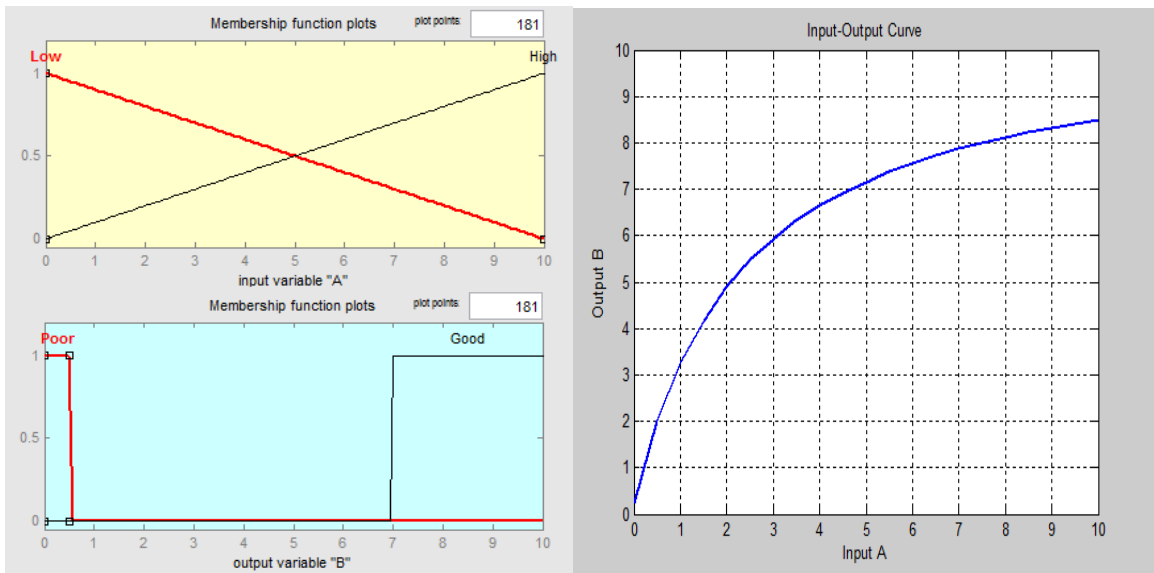 Membership function plots plot points: 181
Low High
1
0.5
0
0 1 2 3 4 5 6 7 8 9 10
input variable "A"
Membership function plots plot points: 181
Poor Good
1
0.5
0
0 1 2 3 4 5 6 7 8 9 10
output variable "B"
Input-Output Curve
10
9
8
7
6
5
4
3
2
1
0
Output B
0 1 2 3 4 5 6 7 8 9 10
Input A